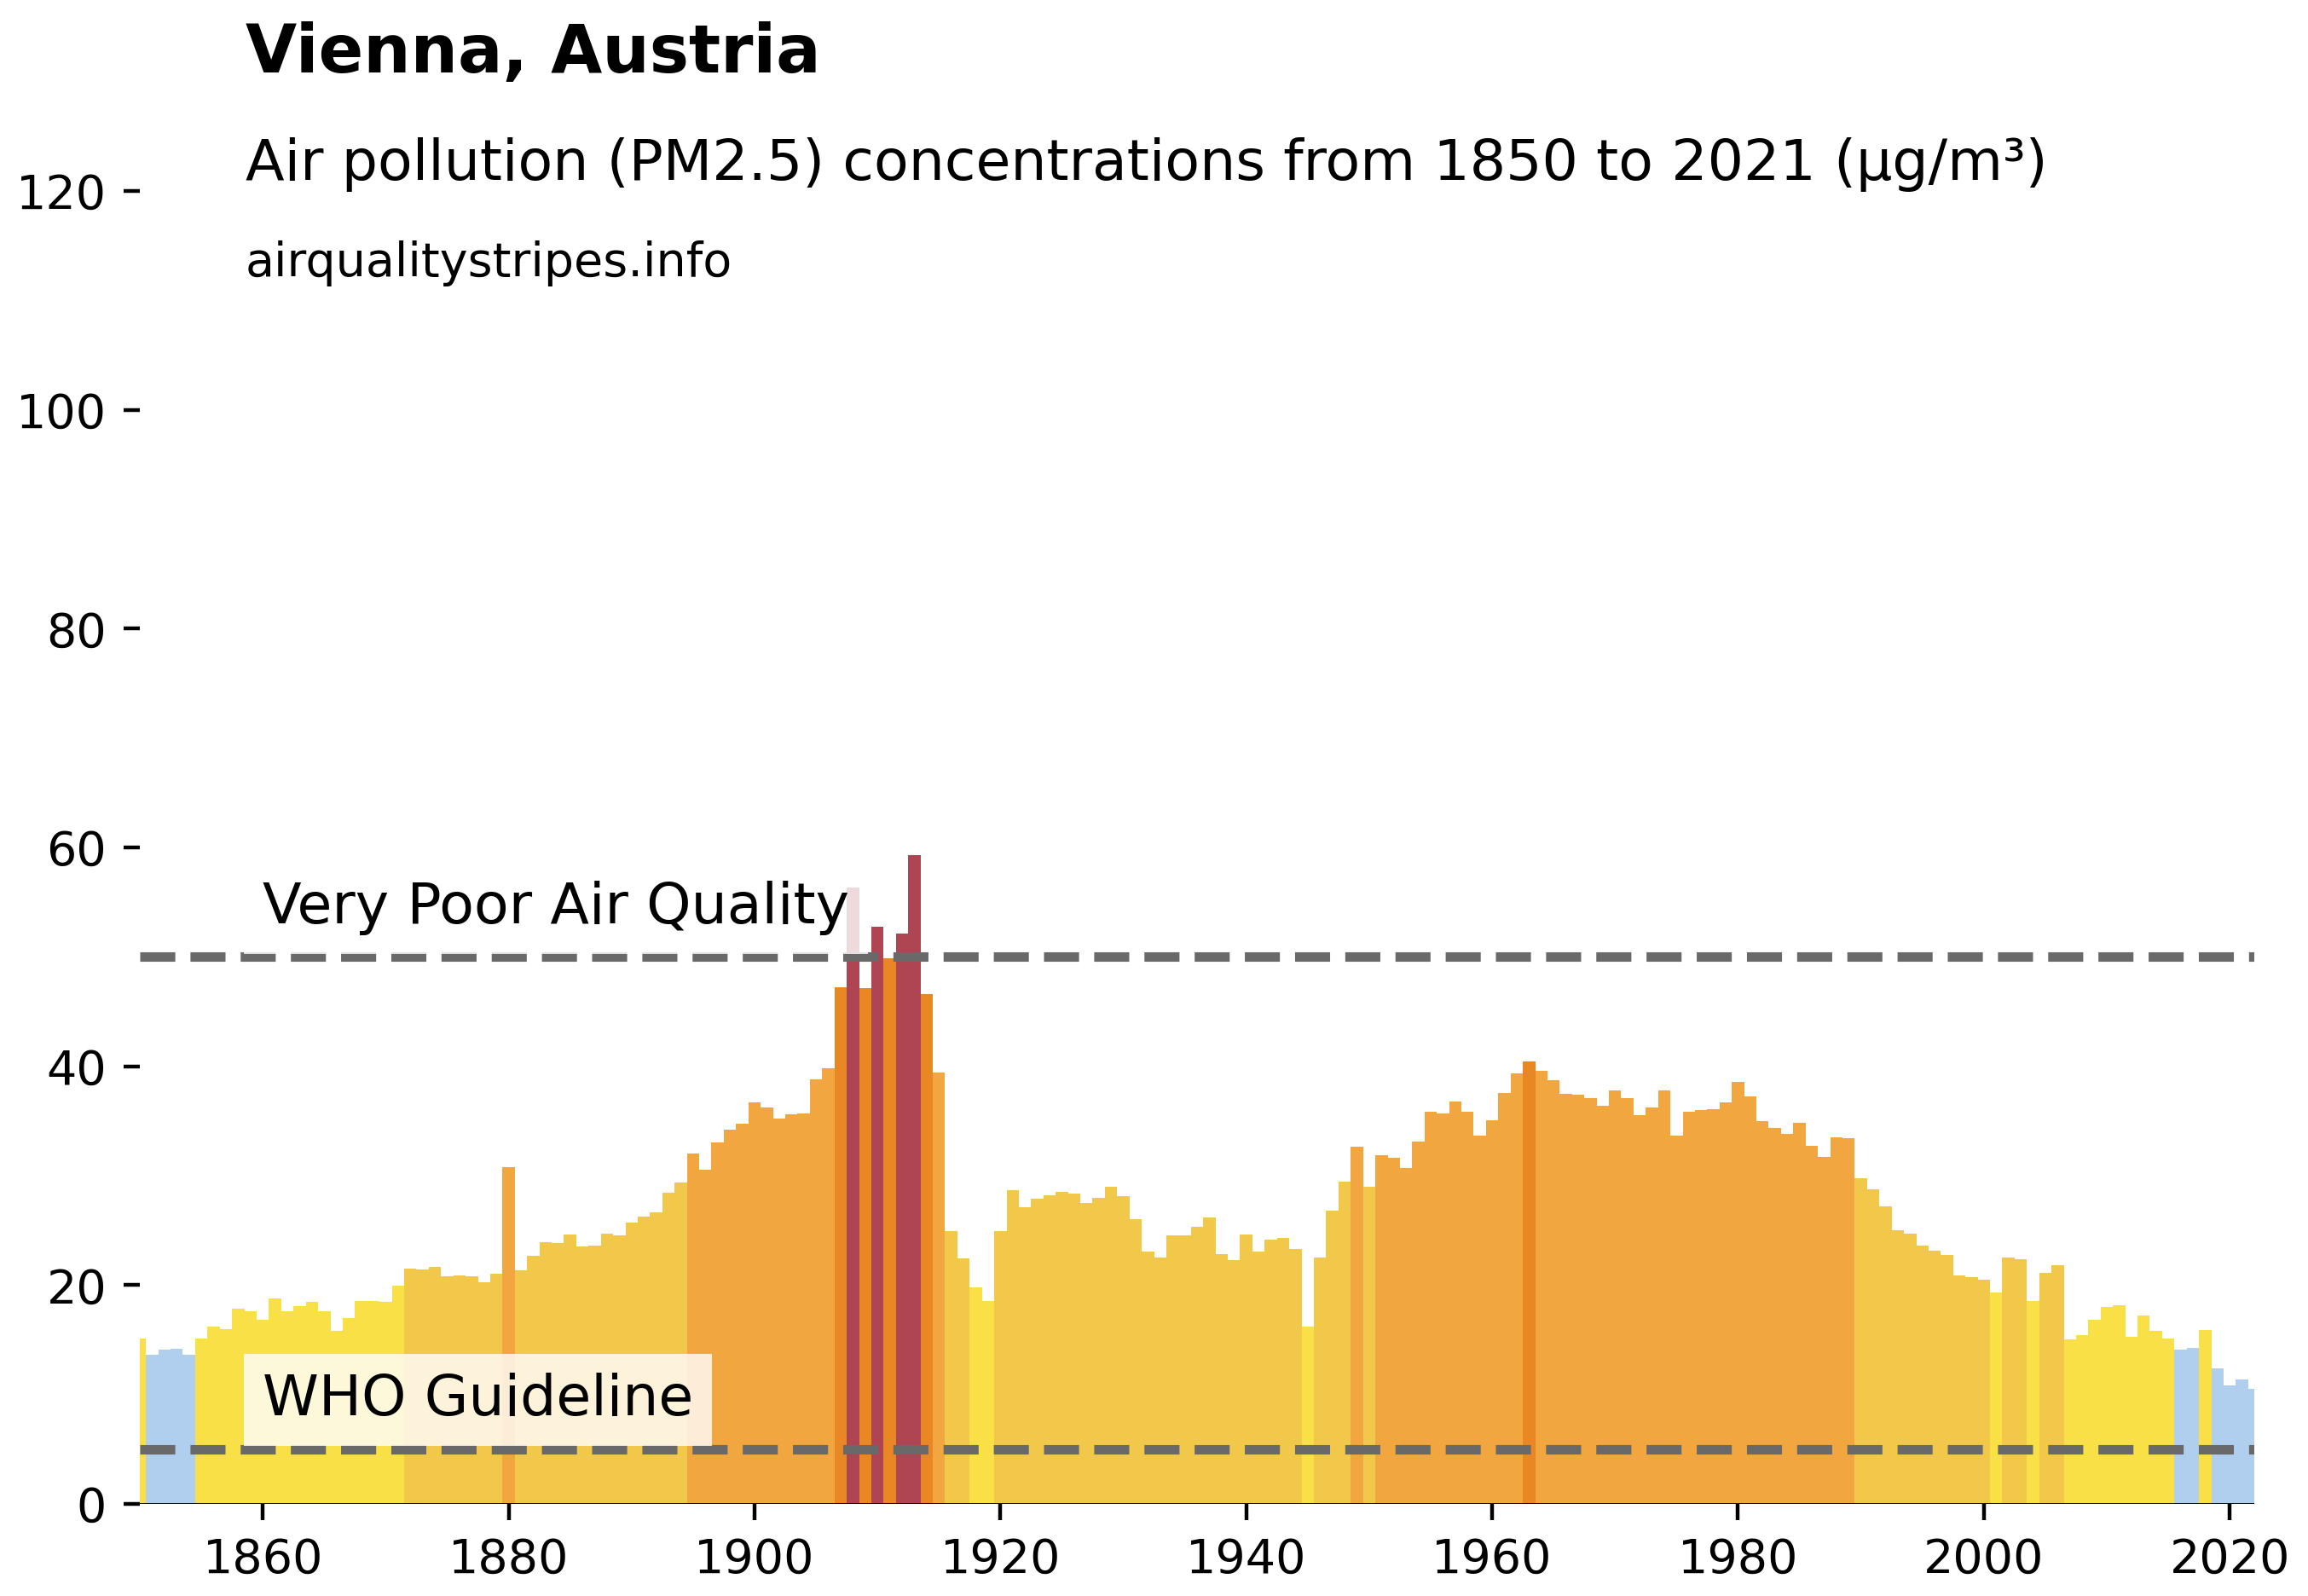 Vienna, Austria
Air pollution (PM2.5) concentrations from 1850 to 2021 (µg/m³)
airqualitystripes.info
120
100
80
60
40
20
0
Very Poor Air Quality
WHO Guideline
1860 1880 1900 1920 1940 1960 1980 2000 2020